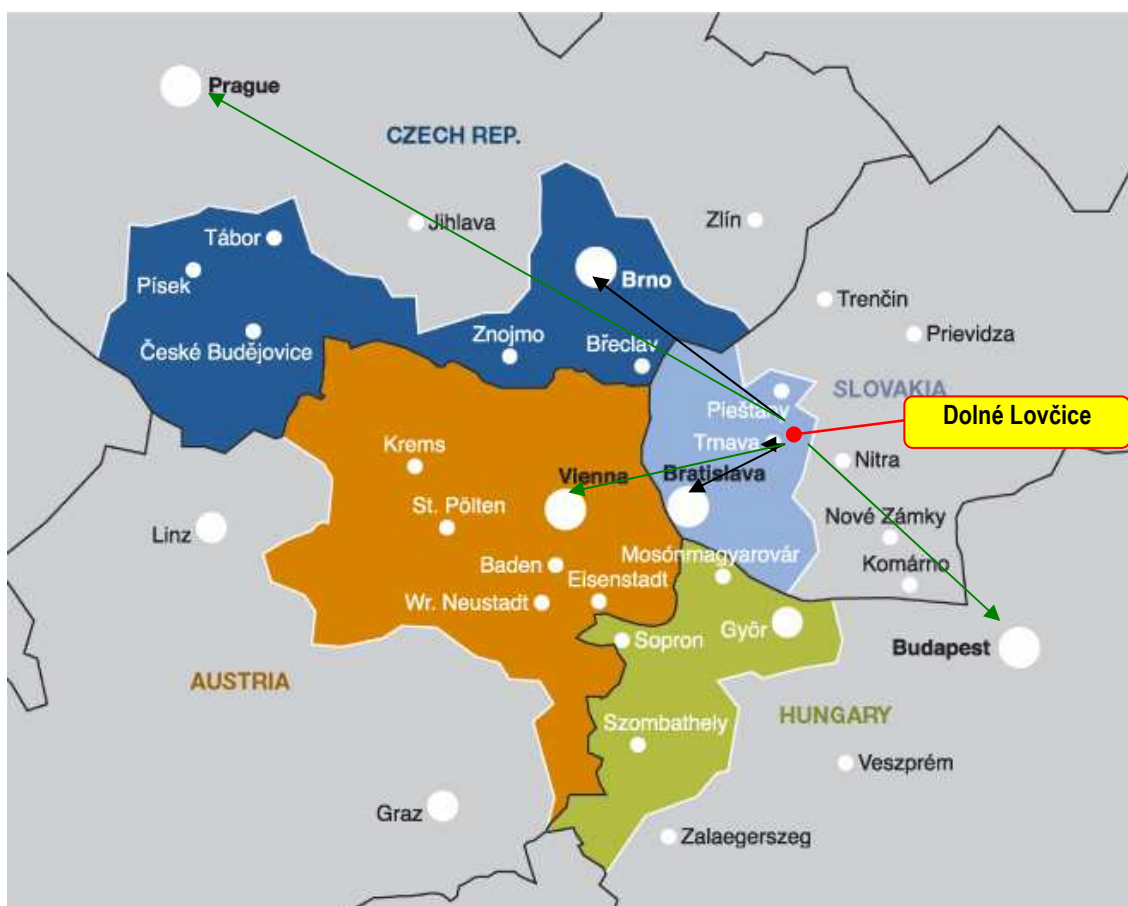 Prague
CZECH REP.
Jihlava
Zlín
Tábor
Písek
Brno
Trenčín
Znojmo
Břeclav
Prievidza
České Budějovice
SLOVAKIA
Pieštány
Dolné Lovčice
Trnava
Krems
Nitra
Vienna
Bratislava
St. Pölten
Nové Zámky
Linz
Mosónmagyarovár
Baden
Eisenstadt
Komárno
Wr. Neustadt
Győr
Sopron
Budapest
AUSTRIA
HUNGARY
Szombathely
Veszprém
Graz
Zalaegerszeg